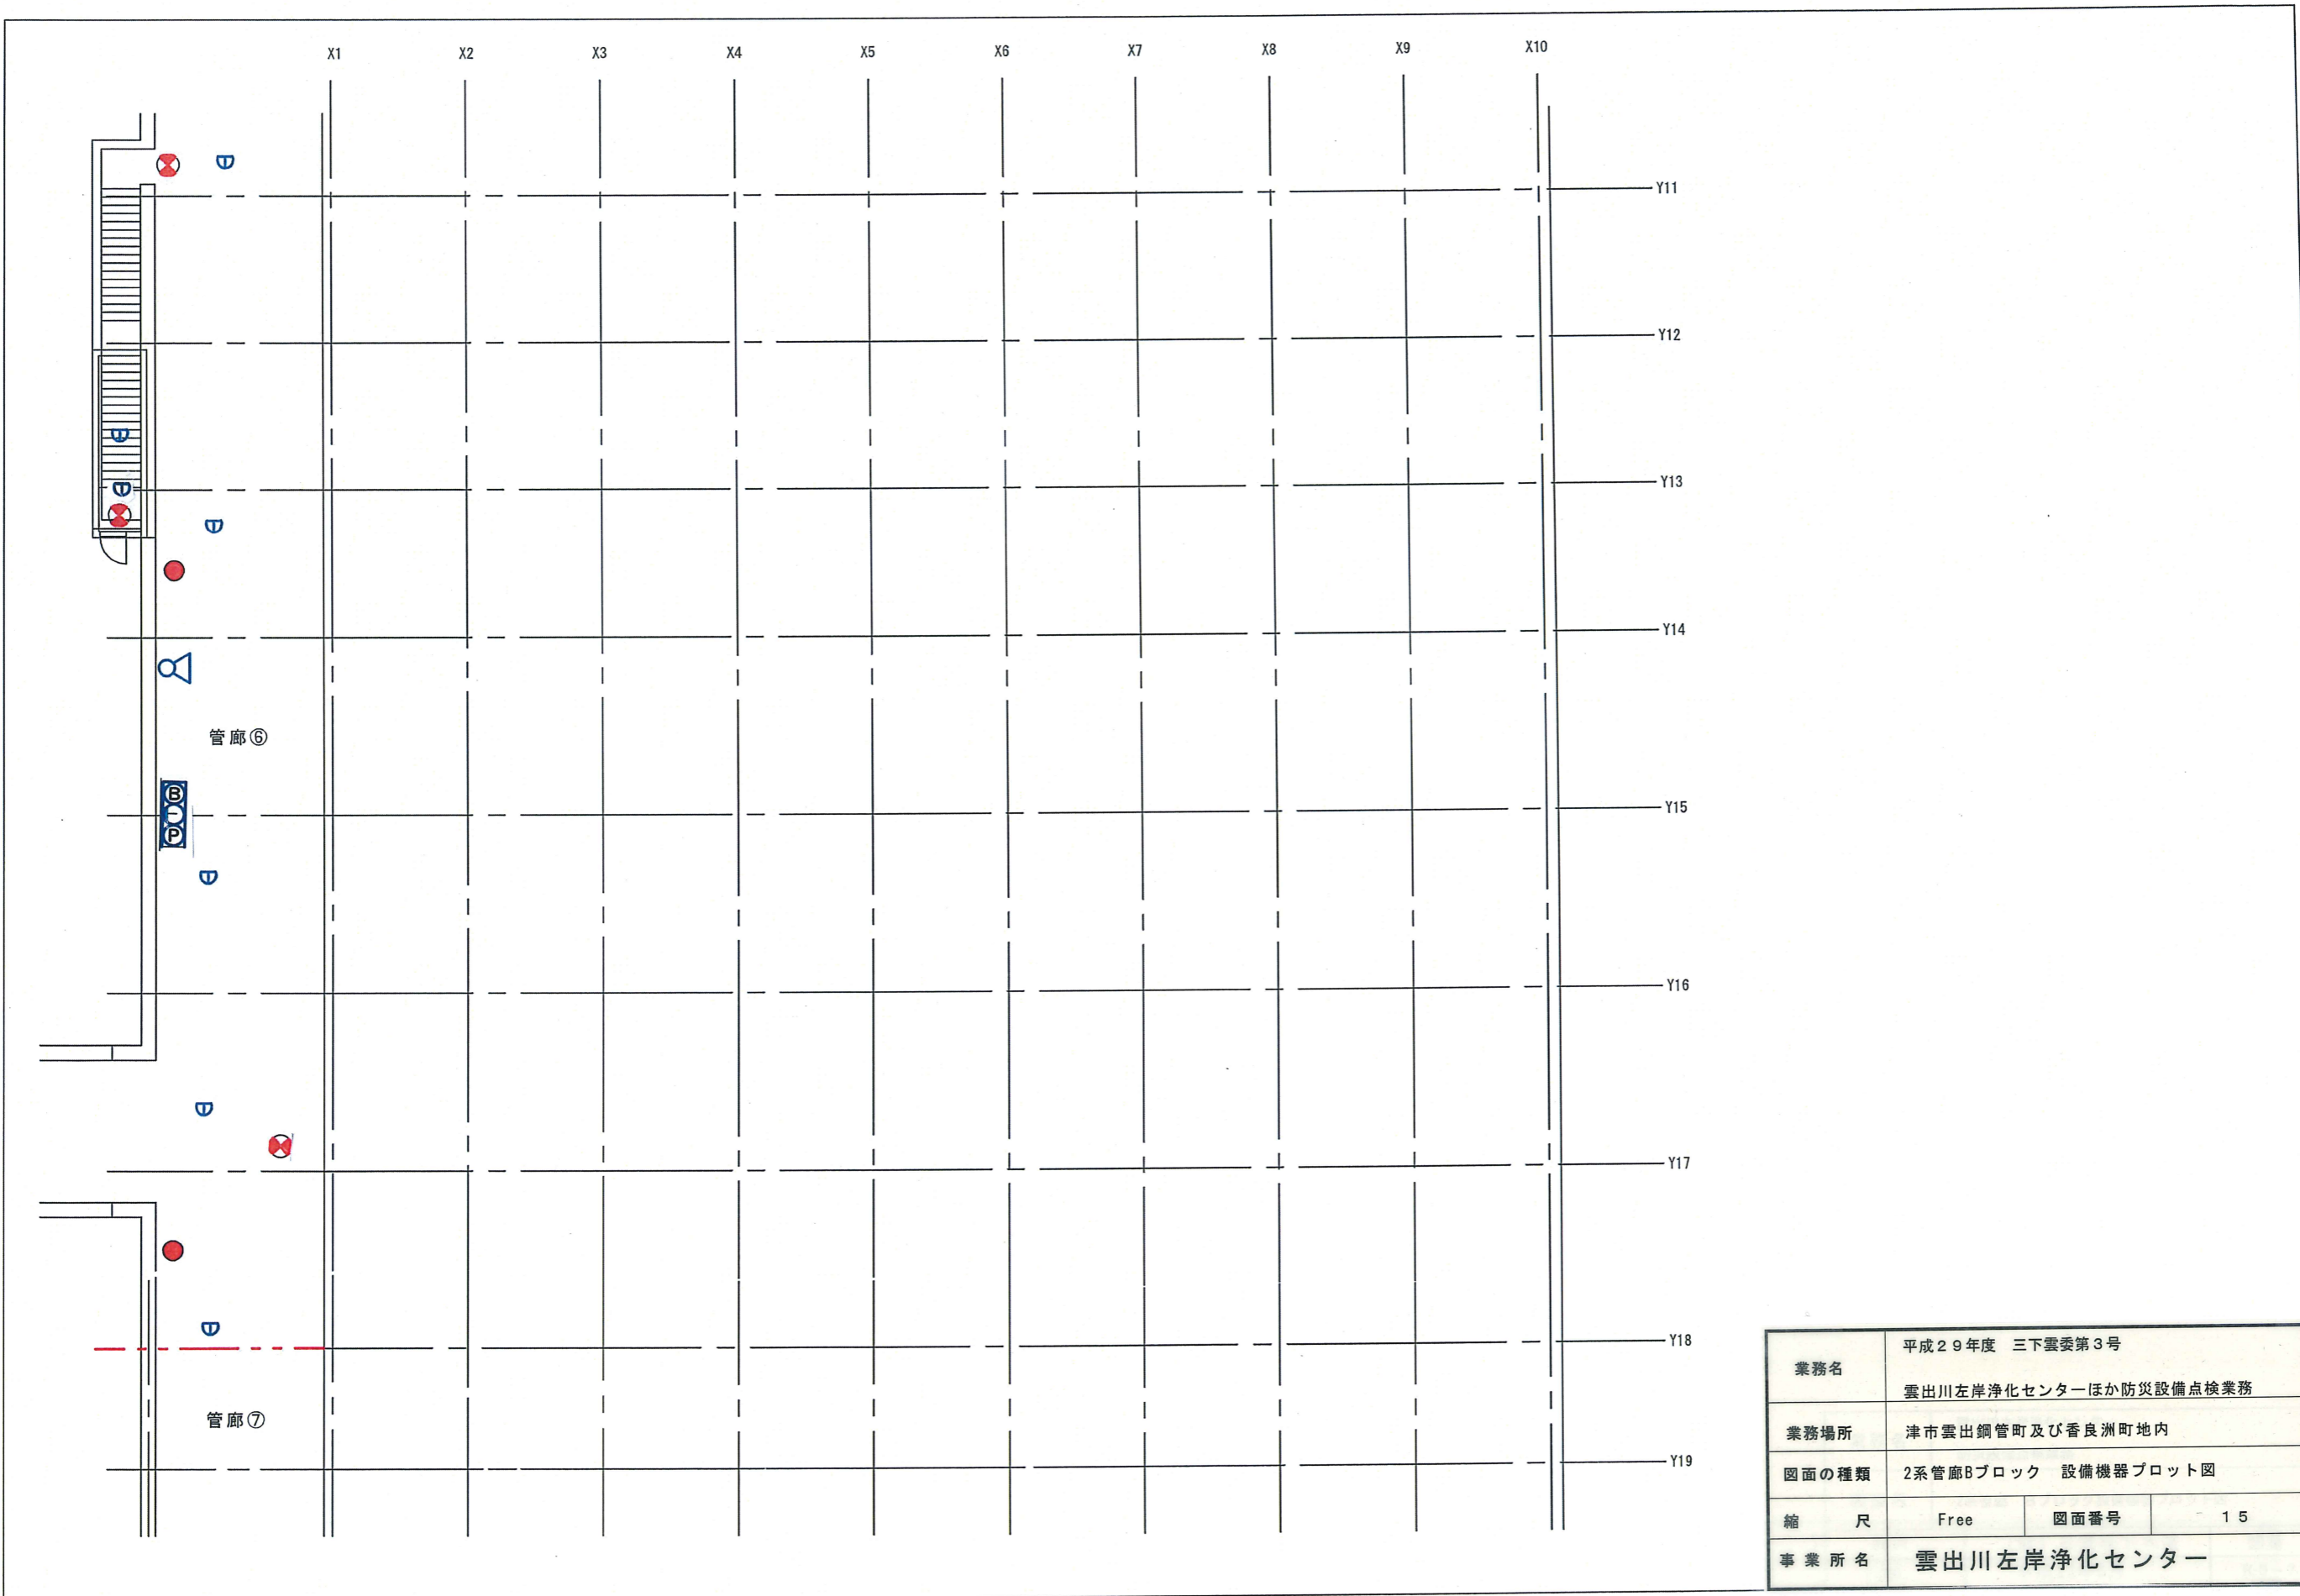 X1 X2 X3 X4 X5 X6 X7 X8 X9 X10
Y11
Y12
Y13
Y14
管廊⑥
B
P
Y15
Y16
Y17
Y18
管廊⑦
Y19
業務名
平成29年度 三下雲委第3号
雲出川左岸浄化センターほか防災設備点検業務
業務場所 津市雲出鋼管町及び香良洲町地内
図面の種類 2系管廊Bブロック 設備機器プロット図
縮 尺 Free 図面番号 15
事業所名 雲出川左岸浄化センター